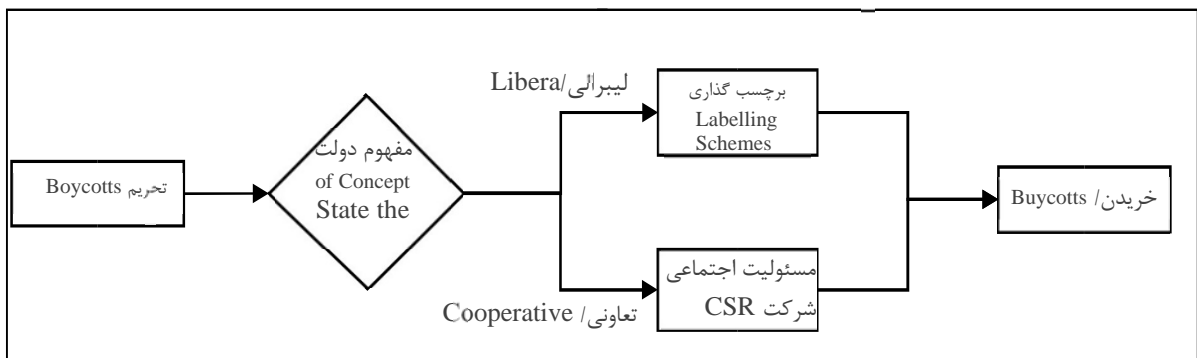 تحریم Boycotts
مفهوم دولت
of Concept
State the
Libera/لیبرالی
برچسب گذاری
Labelling
Schemes
Cooperative /تعاونی
مسئولیت اجتماعی
شرکت CSR
Buycotts /خریدن